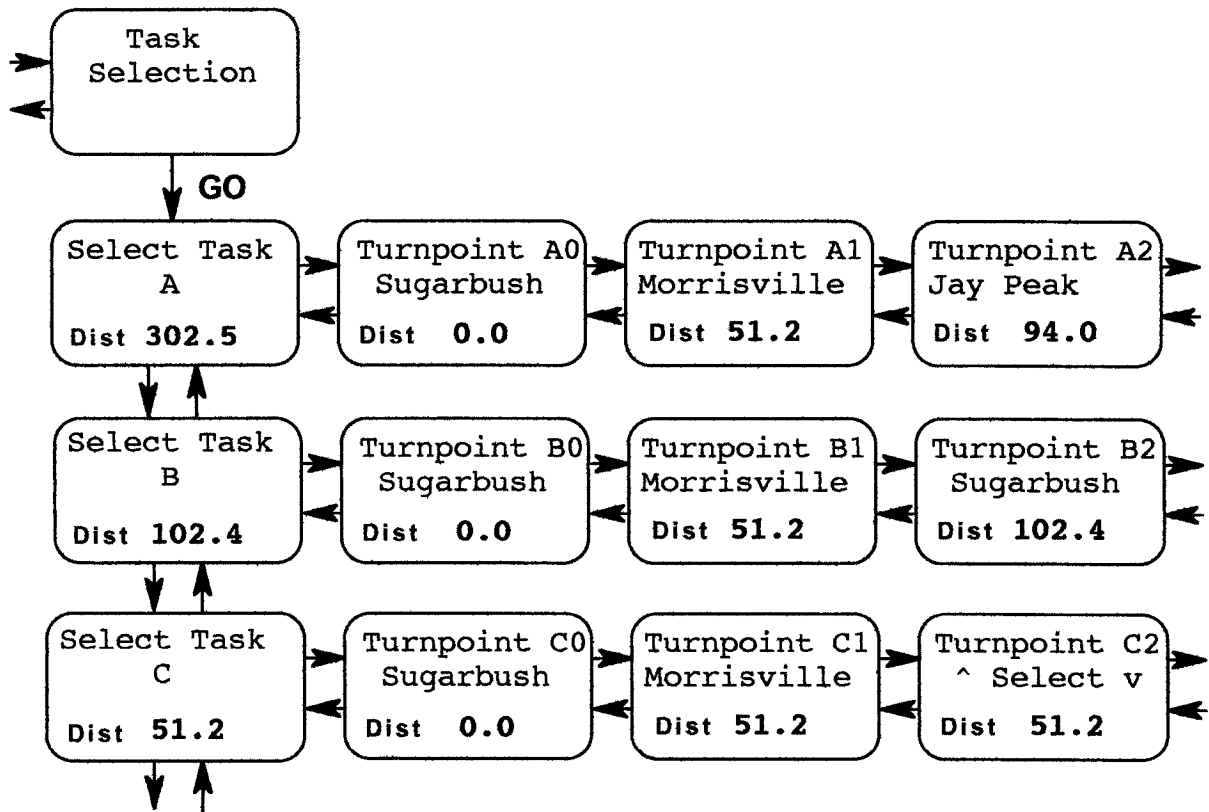 Task
Selection
GO
Select Task
A
Dist 302.5
Turnpoint A0
Sugarbush
Dist 0.0
Turnpoint A1
Morrisville
Dist 51.2
Turnpoint A2
Jay Peak
Dist 94.0
Select Task
B
Dist 102.4
Turnpoint B0
Sugarbush
Dist 0.0
Turnpoint B1
Morrisville
Dist 51.2
Turnpoint B2
Sugarbush
Dist 102.4
Select Task
C
Dist 51.2
Turnpoint C0
Sugarbush
Dist 0.0
Turnpoint C1
Morrisville
Dist 51.2
Turnpoint C2
^ Select v
Dist 51.2